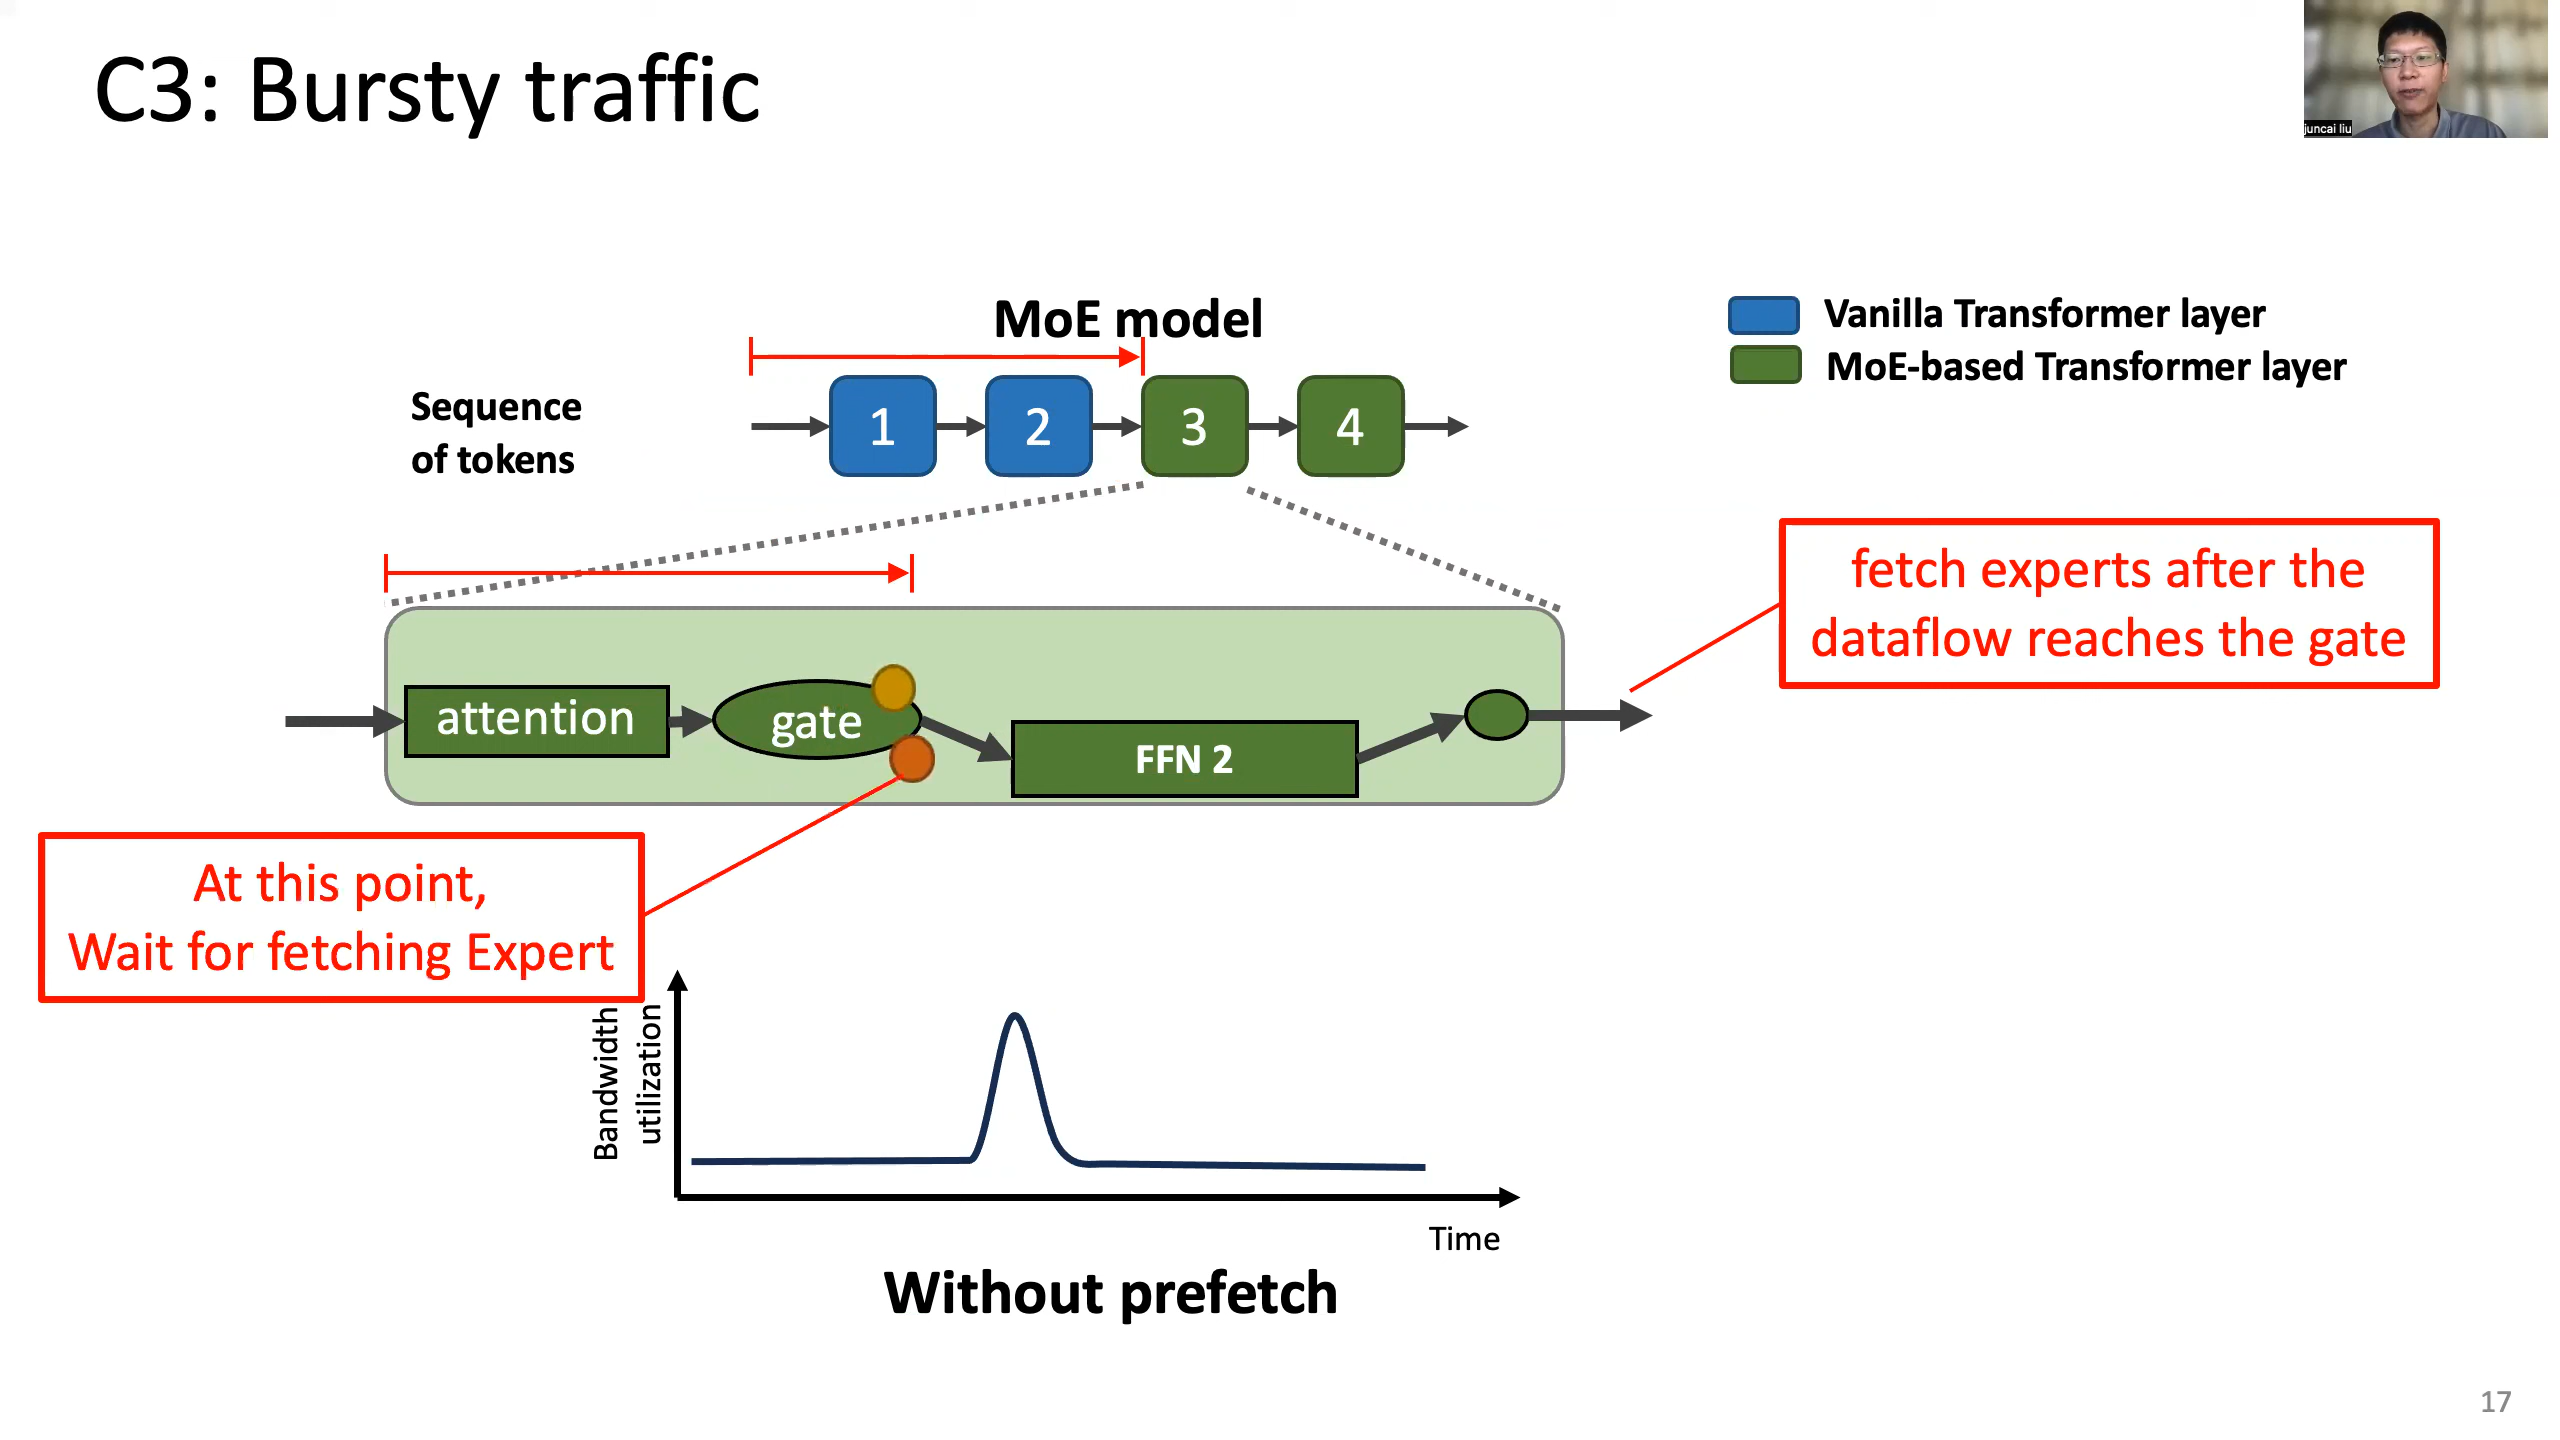 C3: Bursty traffic
juncai liu
MoE model
Vanilla Transformer layer
MoE-based Transformer layer
Sequence
of tokens
1
2
3
4
fetch experts after the
dataflow reaches the gate
attention
gate
FFN 2
At this point,
Wait for fetching Expert
Bandwidth
utilization
Time
Without prefetch
17